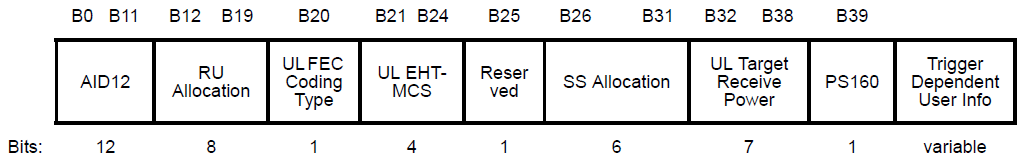 B0 B11 B12 B19 B20 B21 B24 B25 B26 B31 B32 B38 B39
AID12
RU
Allocation
UL FEC
Coding
Type
UL EHT-
MCS
Reser
ved
SS Allocation
UL Target
Receive
Power
PS160
Trigger
Dependent
User Info
Bits: 12 8 1 4 1 6 7 1 variable